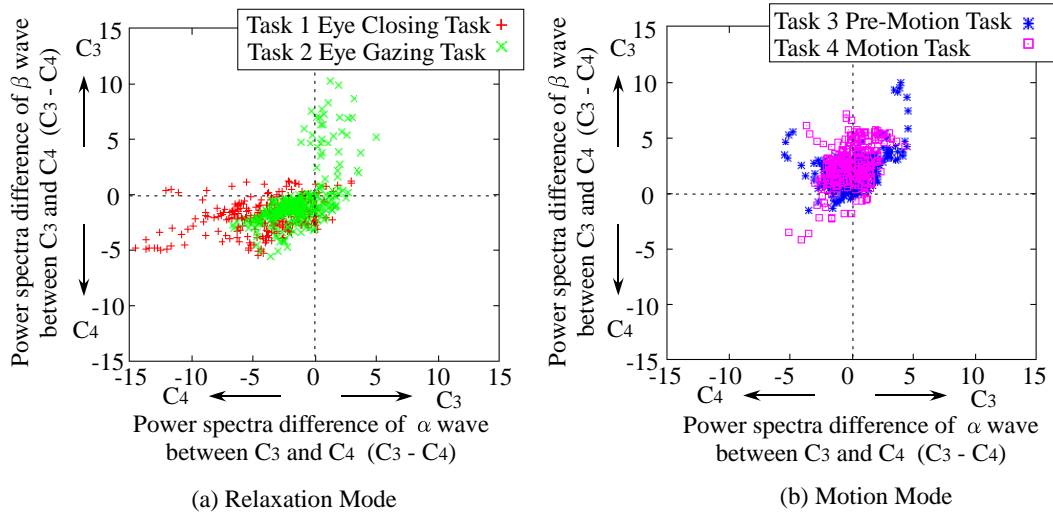 Task 1 Eye Closing Task
Task 2 Eye Gazing Task
15
10
5
0
-5
-10
-15
C3
C4
Power spectra difference of β wave
between C3 and C4 (C3 - C4)
-15
-10
-5
0
5
10
15
C4
C3
Power spectra difference of α wave
between C3 and C4 (C3 - C4)
(a) Relaxation Mode
Task 3 Pre-Motion Task
Task 4 Motion Task
15
10
5
0
-5
-10
-15
C3
C4
Power spectra difference of β wave
between C3 and C4 (C3 - C4)
-15
-10
-5
0
5
10
15
C4
C3
Power spectra difference of α wave
between C3 and C4 (C3 - C4)
(b) Motion Mode